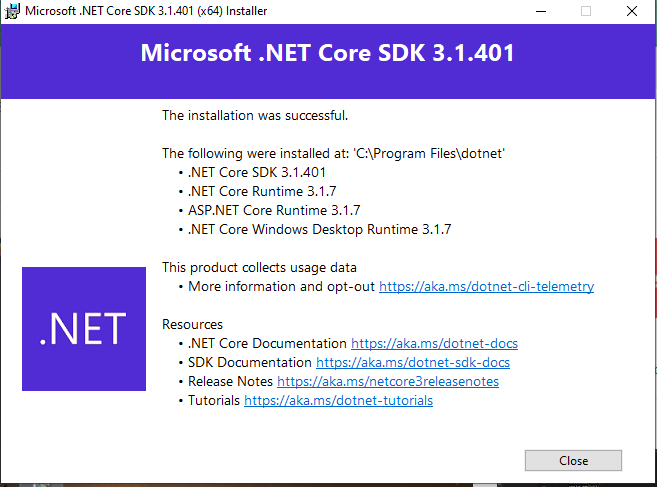 Microsoft .NET Core SDK 3.1.401 (x64) Installer
Microsoft .NET Core SDK 3.1.401
The installation was successful.
The following were installed at: 'C:\Program Files\dotnet'
• .NET Core SDK 3.1.401
• .NET Core Runtime 3.1.7
• ASP.NET Core Runtime 3.1.7
• .NET Core Windows Desktop Runtime 3.1.7
This product collects usage data
• More information and opt-out https://aka.ms/dotnet-cli-telemetry
.NET
Resources
• .NET Core Documentation https://aka.ms/dotnet-docs
• SDK Documentation https://aka.ms/dotnet-sdk-docs
• Release Notes https://aka.ms/netcore3releasenotes
• Tutorials https://aka.ms/dotnet-tutorials
Close